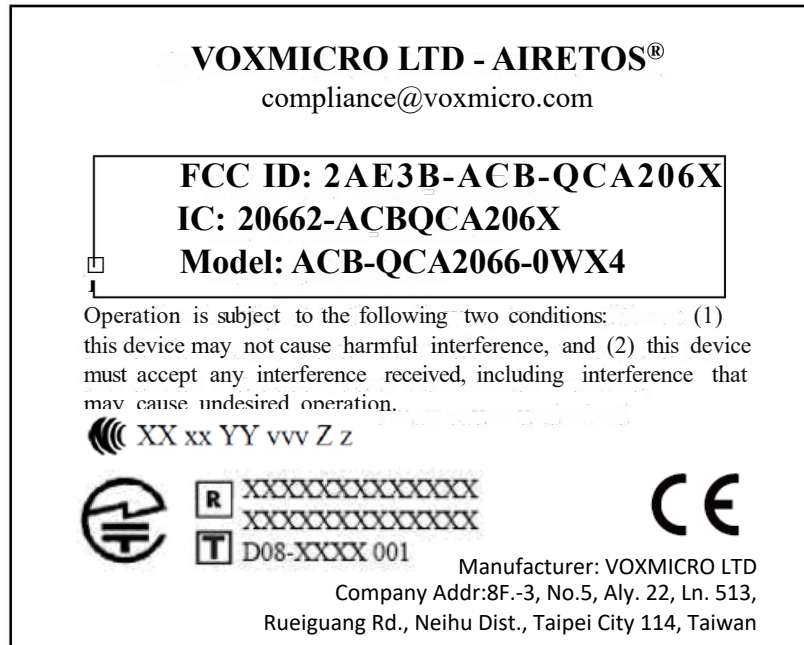 VOXMICRO LTD - AIRETOS®
compliance@voxmicro.com
FCC ID: 2AE3B-ACB-QCA206X
IC: 20662-ACBQCA206X
Model: ACB-QCA2066-0WX4
Operation is subject to the following two conditions: (1)
this device may not cause harmful interference, and (2) this device
must accept any interference received, including interference that
may cause undesired operation.
XX xx YY yyy Z z
R XXXXXXXXXXXXXX
XXXXXXXXXXXXXX
T D08-XXXX 001
CE
Manufacturer: VOXMICRO LTD
Company Addr:8F.-3, No.5, Aly. 22, Ln. 513,
Rueiguang Rd., Neihu Dist., Taipei City 114, Taiwan